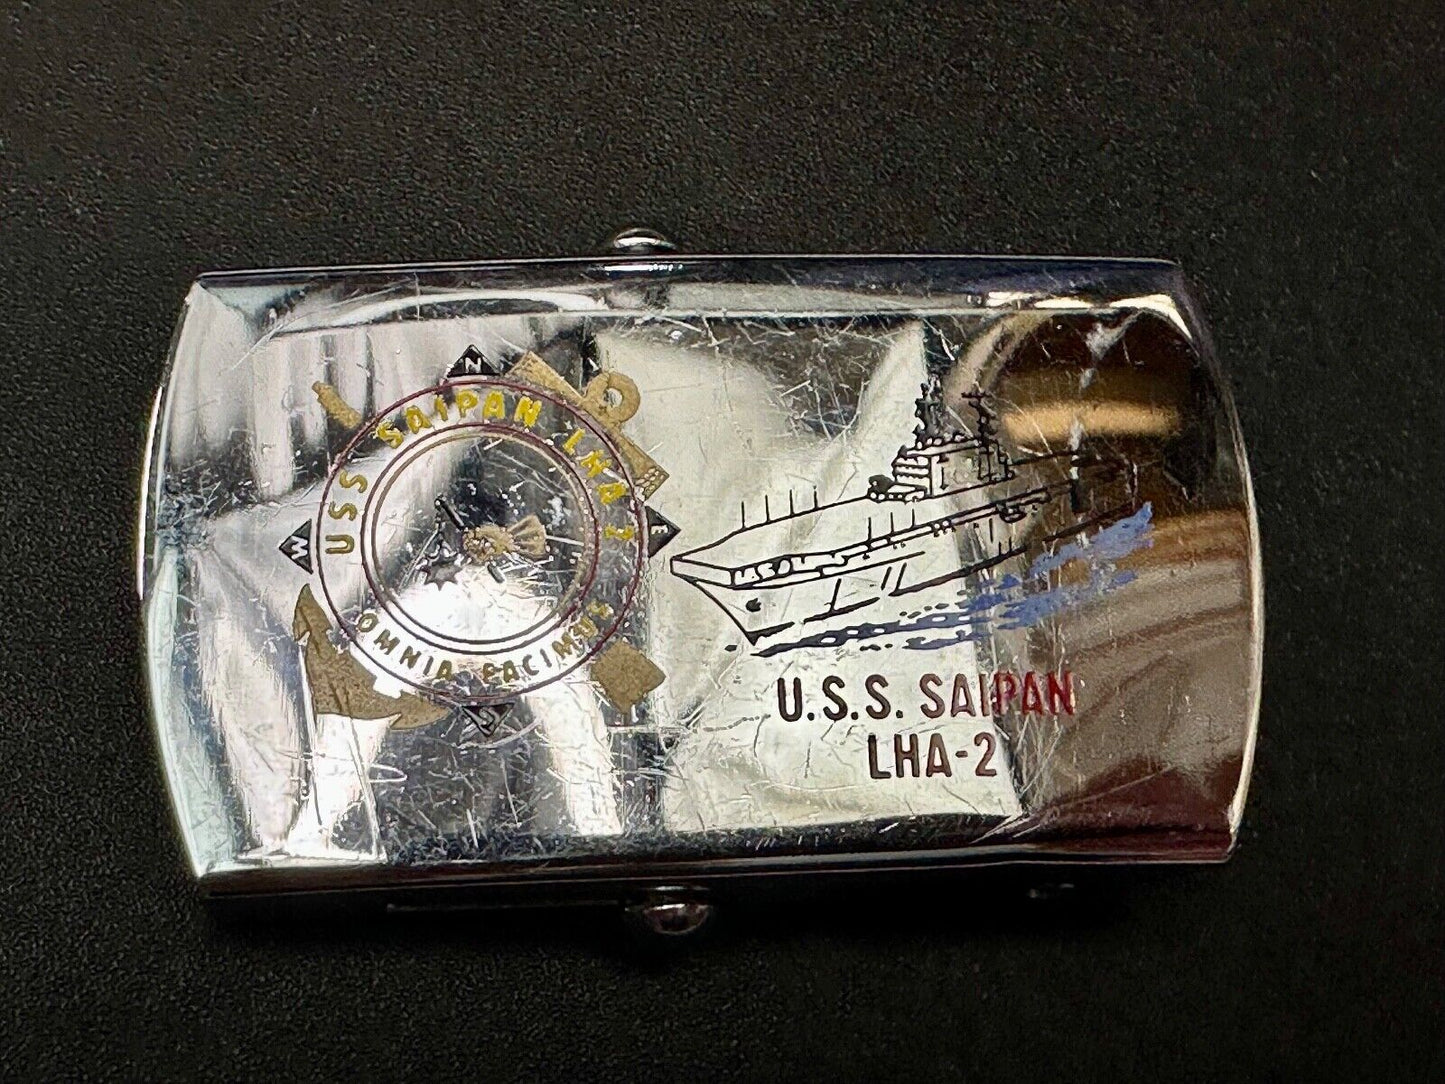 N
USS SAIPAN LHA 2
W
E
OMNIA FACIMUS
S
U.S.S. SAIPAN
LHA-2